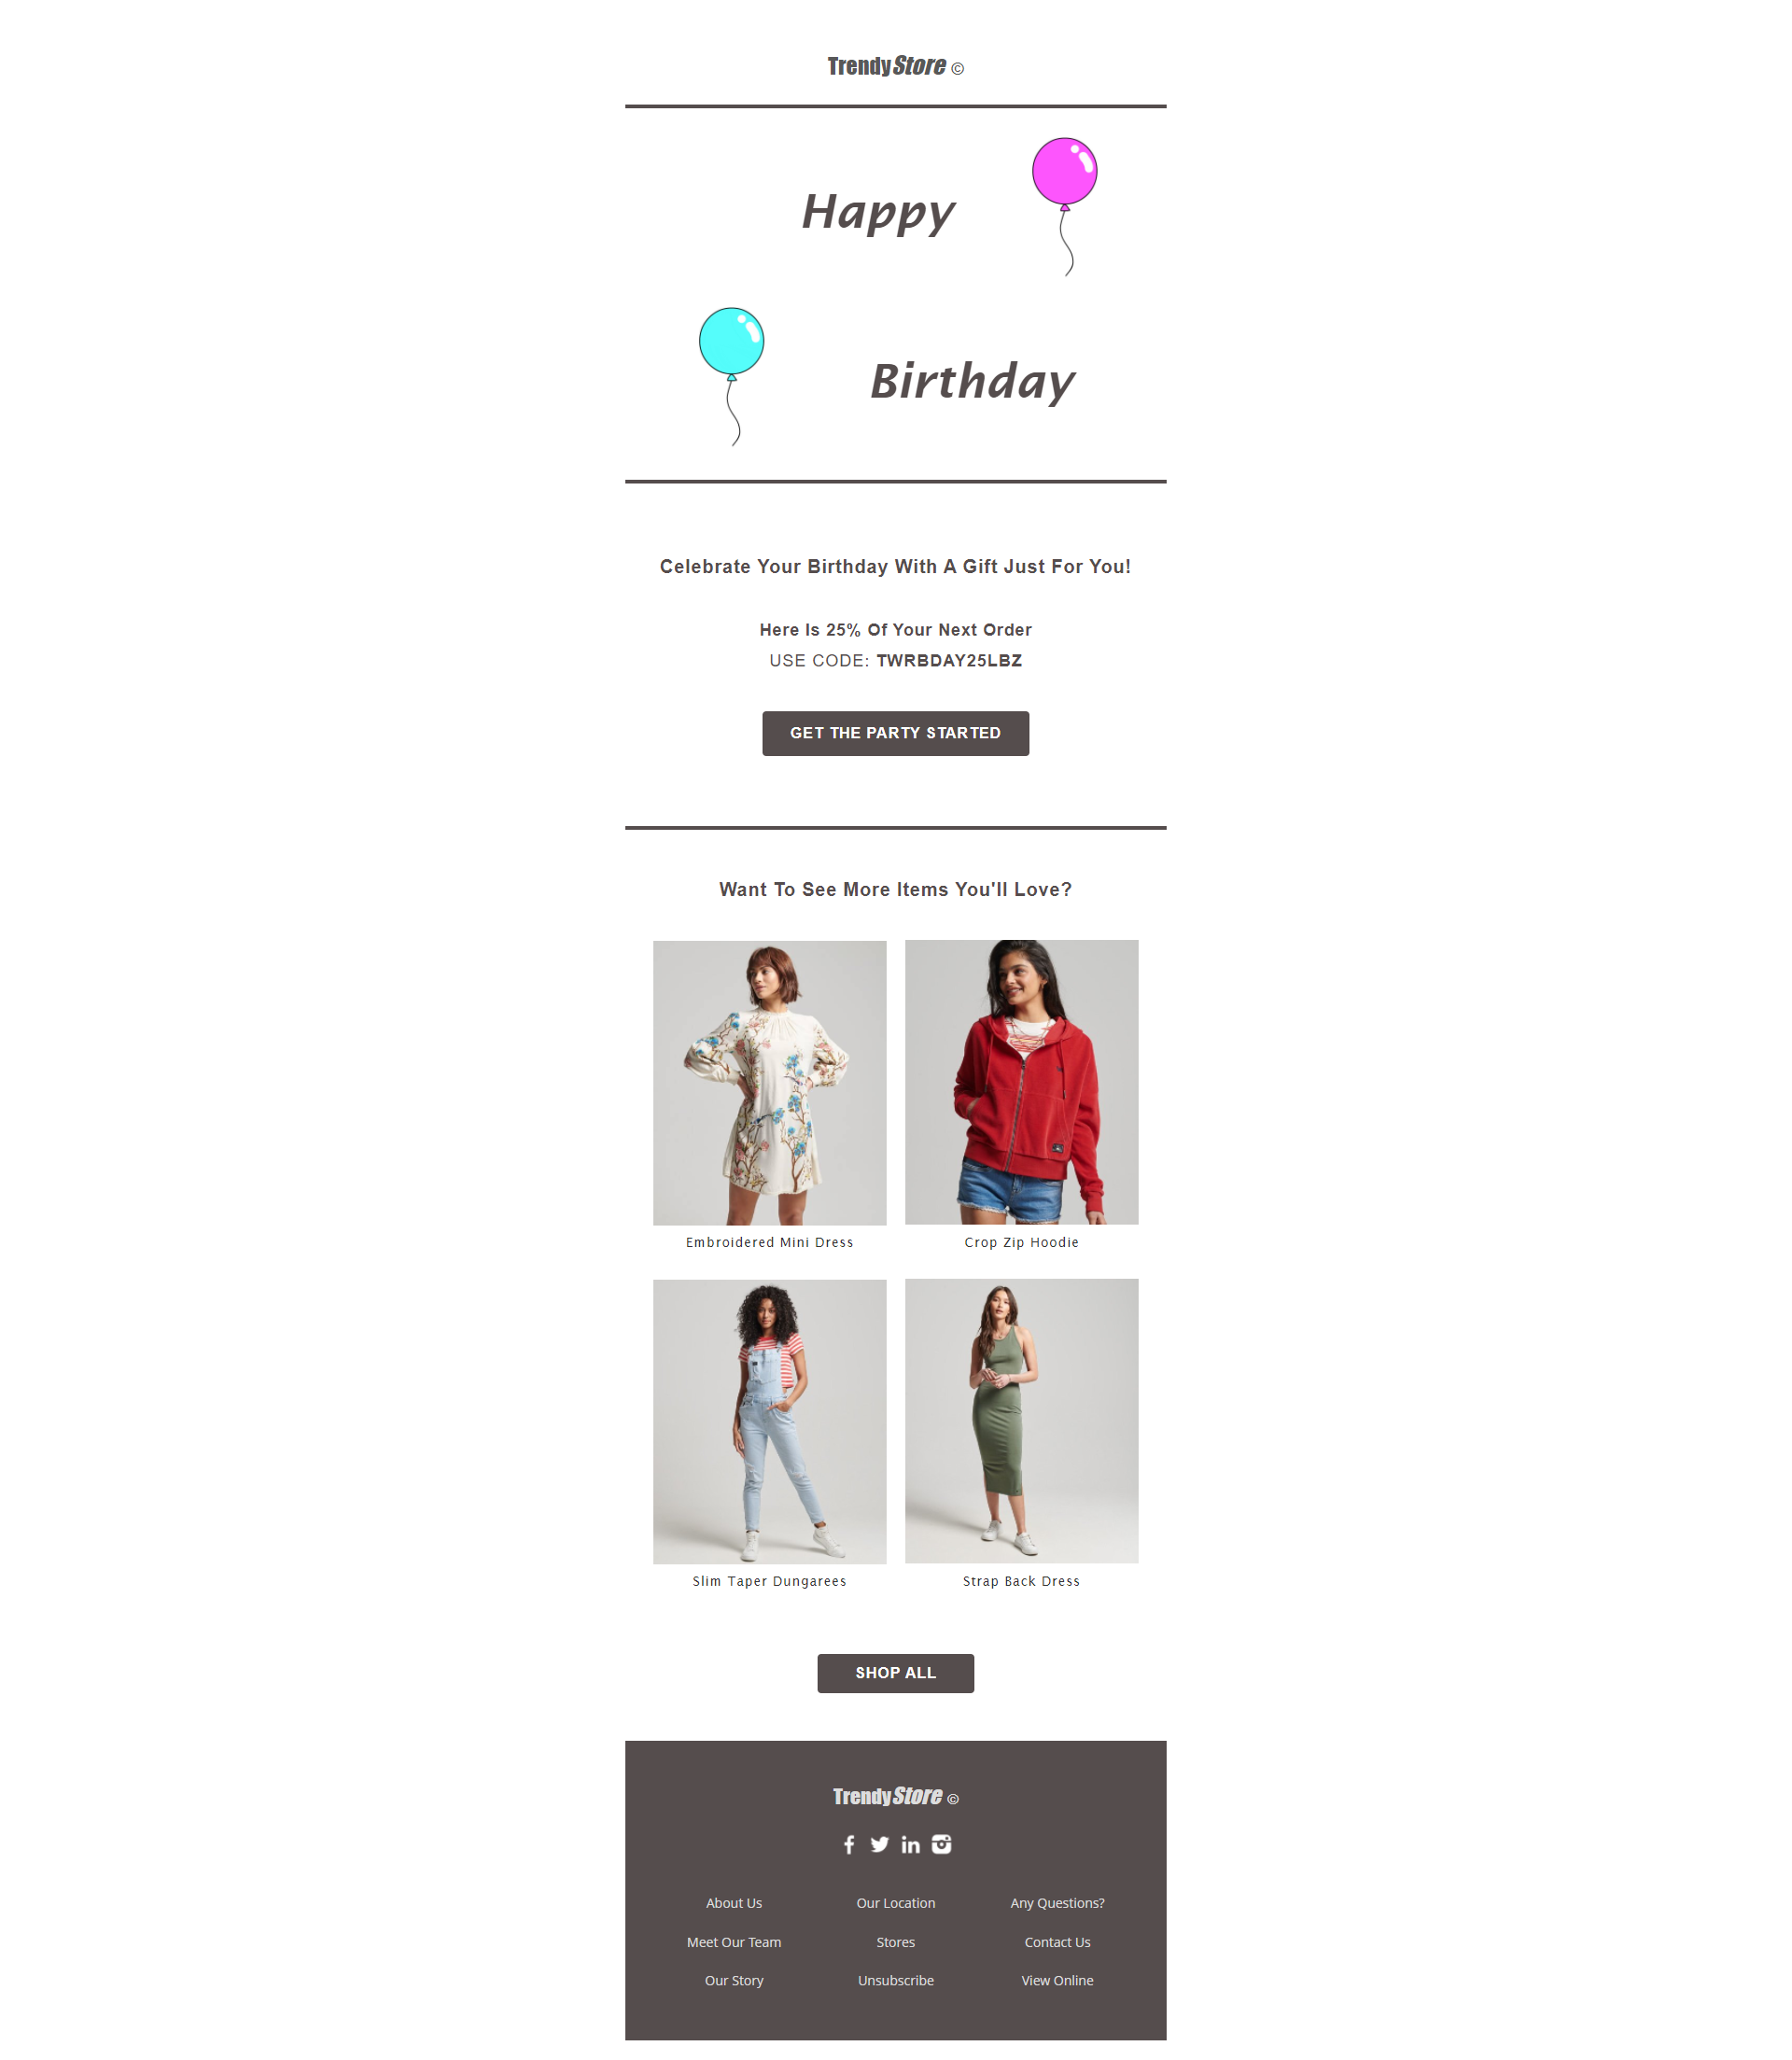 TrendyStore ©
Happy
Birthday
Celebrate Your Birthday With A Gift Just For You!
Here Is 25% Of Your Next Order
USE CODE: TWRBDAY25LBZ
GET THE PARTY STARTED
Want To See More Items You'll Love?
Embroidered Mini Dress
Crop Zip Hoodie
Slim Taper Dungarees
Strap Back Dress
SHOP ALL
TrendyStore ©
About Us
Our Location
Any Questions?
Meet Our Team
Stores
Contact Us
Our Story
Unsubscribe
View Online